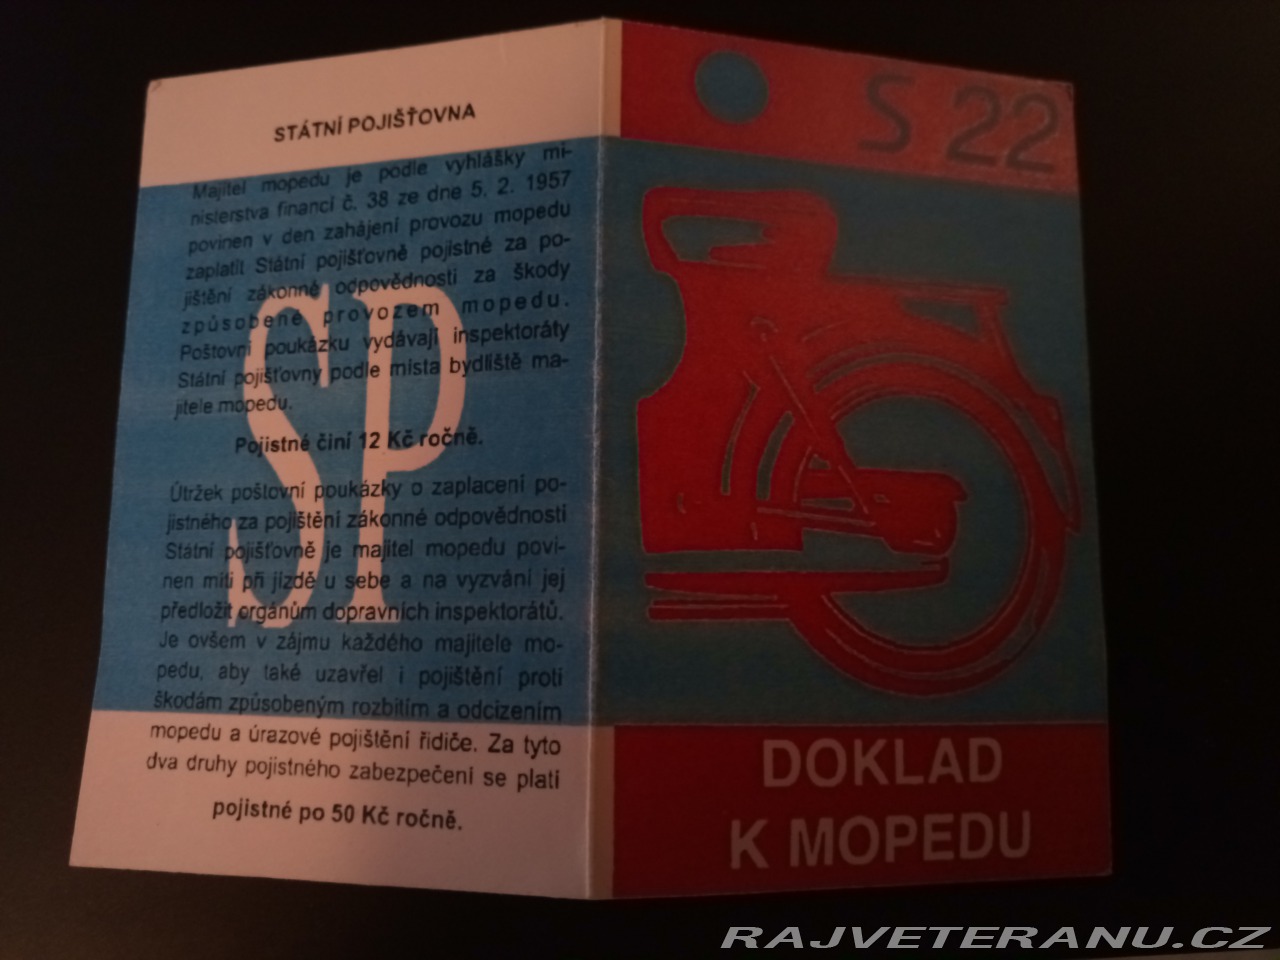 STÁTNÍ POJIŠŤOVNA
Majitel mopedu je podle vyhlášky mi-
nisterstva financí č. 38 ze dne 5. 2. 1957
povinen v den zahájení provozu mopedu
zaplatit Státní pojišťovně pojistné za po-
jištění zákonné odpovědnosti za škody
způsobené provozem mopedu.
Poštovní poukázku vydávají inspektoráty
Státní pojišťovny podle místa bydliště ma-
jitele mopedu.
Pojistné činí 12 Kč ročně.
Útržek poštovní poukázky o zaplacení po-
jistného za pojištění zákonné odpovědnosti
Státní pojišťovně je majitel mopedu povi-
nen míti při jízdě u sebe a na vyzvání jej
předložit orgánům dopravních inspektorátů.
Je ovšem v zájmu každého majitele mo-
pedu, aby také uzavřel i pojištění proti
škodám způsobeným rozbitím a odcizením
mopedu a úrazové pojištění řidiče. Za tyto
dva druhy pojistného zabezpečení se platí
pojistné po 50 Kč ročně.
SP
S 22
DOKLAD
K MOPEDU
RAJVETERANU.CZ